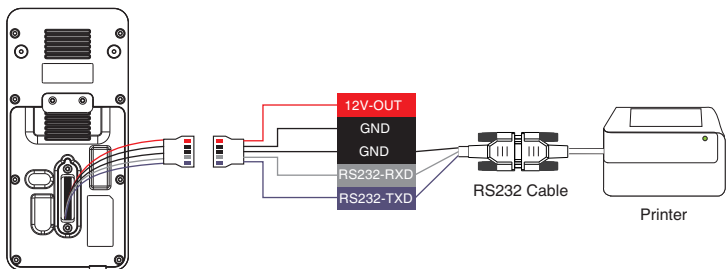 12V-OUT
GND
GND
RS232-RXD
RS232-TXD
RS232 Cable
Printer